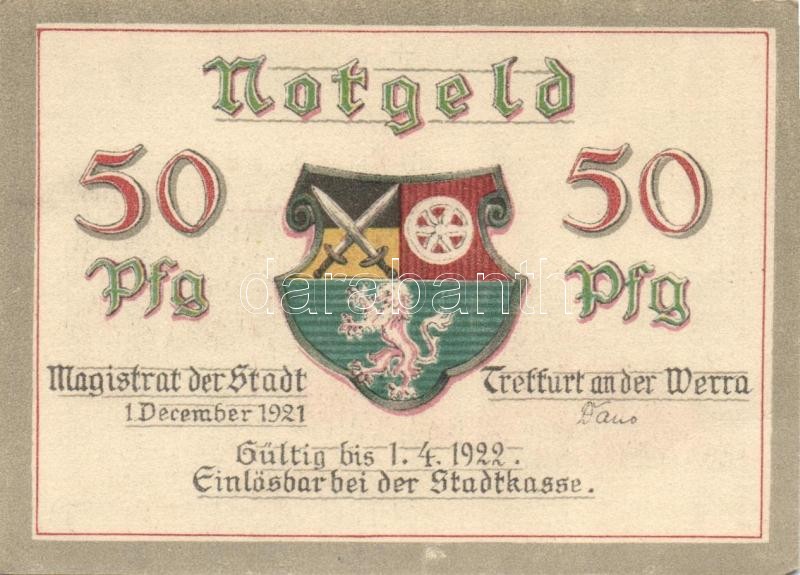 Notgeld
50 50
Pfg Pfg
darabanth
Magistrat der Stadt Treffurt an der Werra
1. December 1921
Gültig bis 1. 4. 1922.
Einlösbar bei der Stadtkasse.